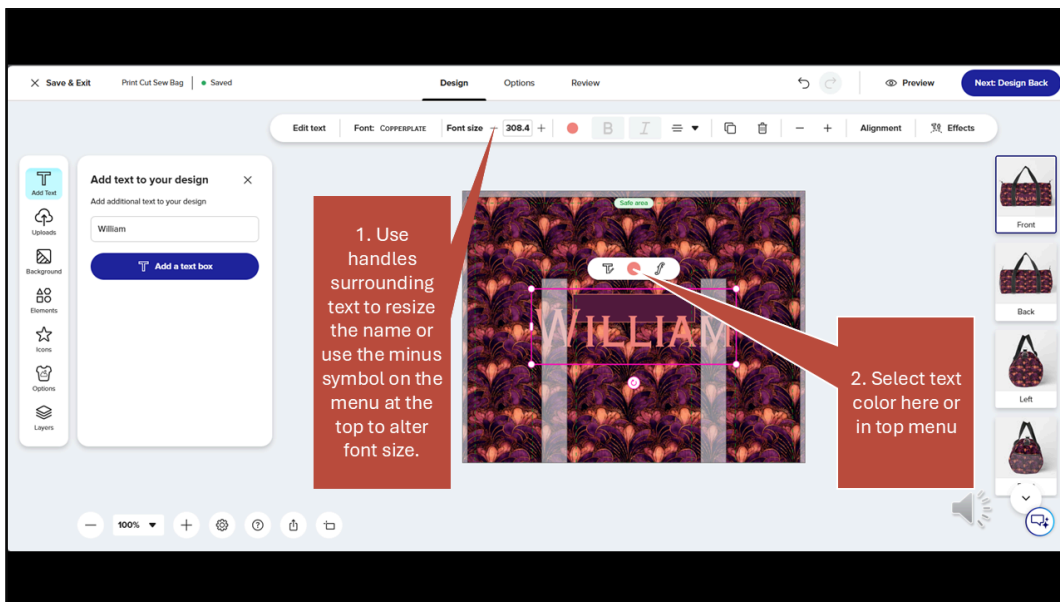 Save & Exit
Print Cut Sew Bag
Saved
Design
Options
Review
Preview
Next: Design Back
Edit text
Font: COPPERPLATE
Font size − 308.4 +
B
I
− +
Alignment
Effects
Add Text
Uploads
Background
Elements
Icons
Options
Layers
Add text to your design
Add additional text to your design
William
Add a text box
1. Use
handles
surrounding
text to resize
the name or
use the minus
symbol on the
menu at the
top to alter
font size.
Safe area
WILLIAM
2. Select text
color here or
in top menu
Front
Back
Left
100%